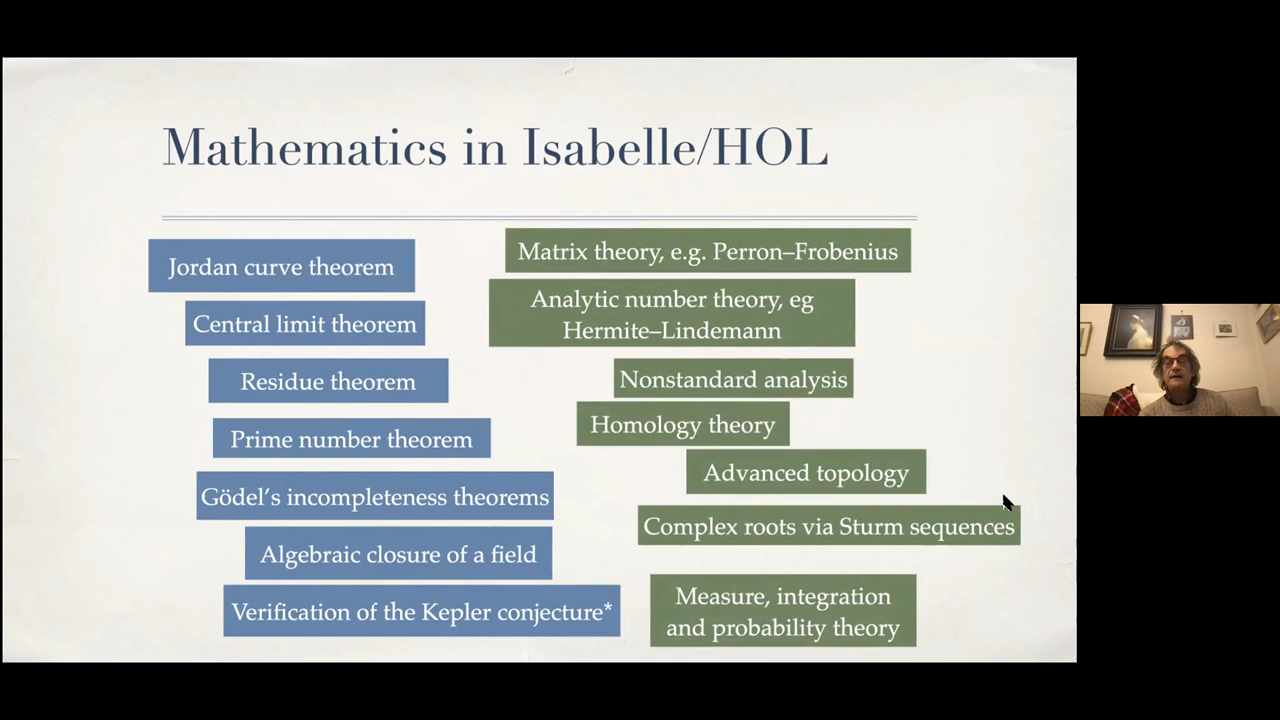 Mathematics in Isabelle/HOL
Jordan curve theorem
Central limit theorem
Residue theorem
Prime number theorem
Gödel's incompleteness theorems
Algebraic closure of a field
Verification of the Kepler conjecture*
Matrix theory, e.g. Perron–Frobenius
Analytic number theory, eg
Hermite–Lindemann
Nonstandard analysis
Homology theory
Advanced topology
Complex roots via Sturm sequences
Measure, integration
and probability theory